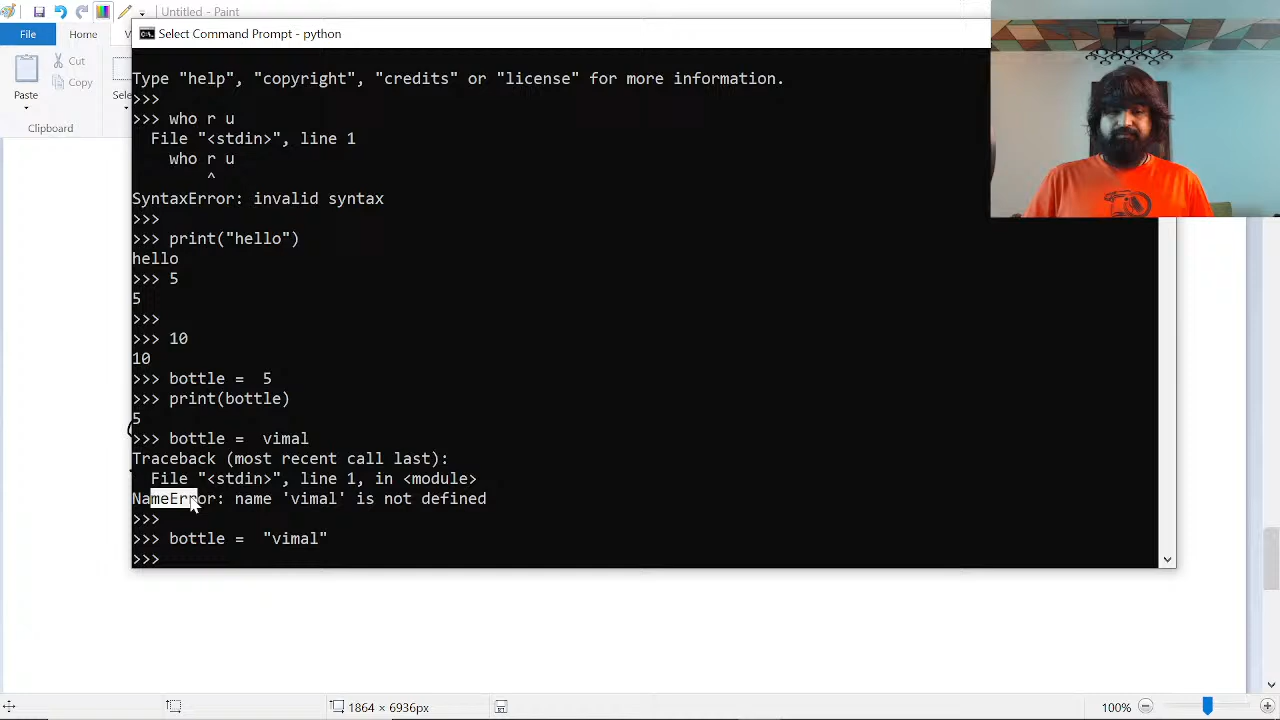 Untitled - Paint
File
Home
V
Paste
Cut
Copy
Sele
Clipboard
Select Command Prompt - python
Type "help", "copyright", "credits" or "license" for more information.
>>>
>>> who r u
  File "<stdin>", line 1
    who r u
        ^
SyntaxError: invalid syntax
>>>
>>> print("hello")
hello
>>> 5
5
>>>
>>> 10
10
>>> bottle =  5
>>> print(bottle)
5
>>> bottle =  vimal
Traceback (most recent call last):
  File "<stdin>", line 1, in <module>
NameError: name 'vimal' is not defined
>>>
>>> bottle =  "vimal"
>>>
1864 × 6936px
100%